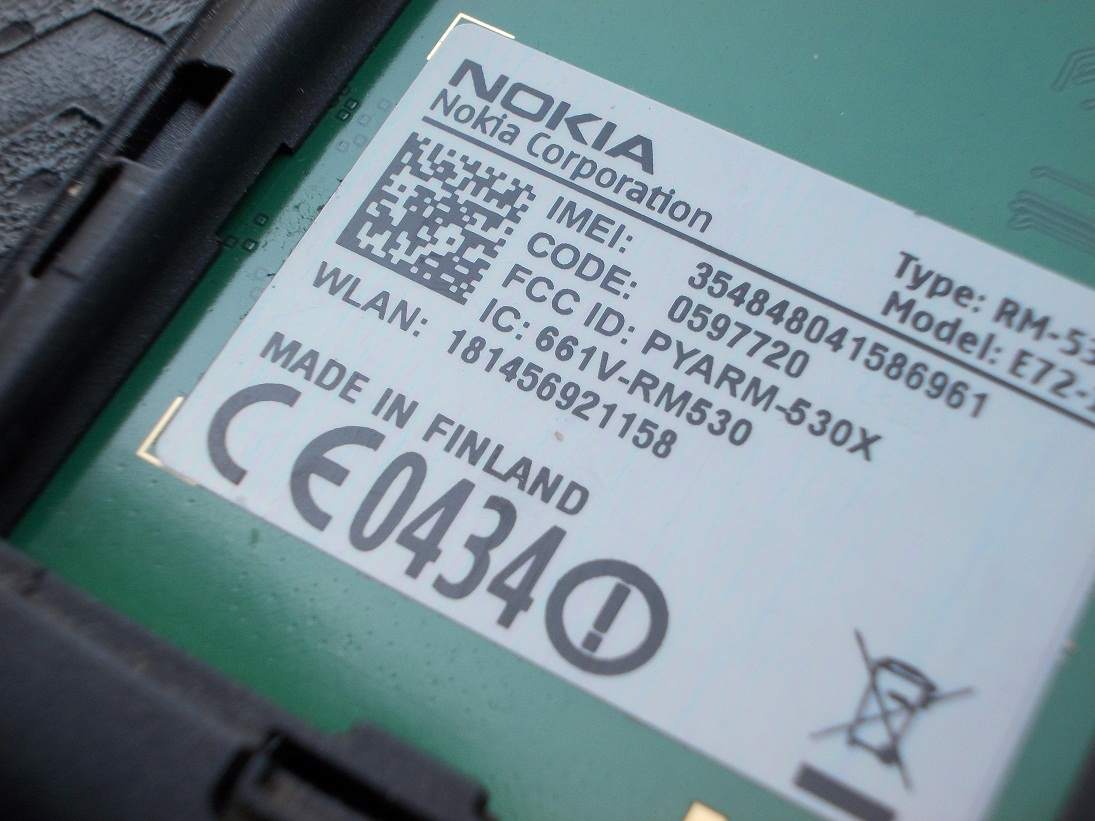 NOKIA
Nokia Corporation
Type: RM-53
Model: E72-
IMEI: 354848041586961
CODE: 0597720
FCC ID: PYARM-530X
IC: 661V-RM530
WLAN: 181456921158
MADE IN FINLAND
CE0434